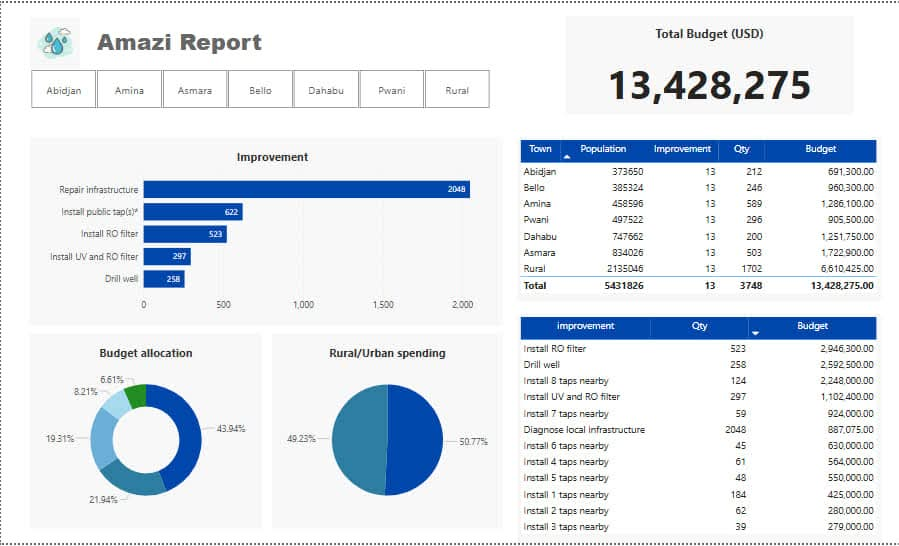 Amazi Report
Total Budget (USD)
13,428,275
Abidjan Amina Asmara Bello Dahabu Pwani Rural
Improvement
Repair infrastructure 2048
Install public tap(s)* 622
Install RO filter 523
Install UV and RO filter 297
Drill well 258
0 500 1,000 1,500 2,000
Town Population Improvement Qty Budget
Abidjan 373650 13 212 691,300.00
Bello 385324 13 246 960,300.00
Amina 458596 13 589 1,286,100.00
Pwani 497522 13 296 905,500.00
Dahabu 747662 13 200 1,251,750.00
Asmara 834026 13 503 1,722,900.00
Rural 2135046 13 1702 6,610,425.00
Total 5431826 13 3748 13,428,275.00
Budget allocation
6.61%
8.21%
19.31%
43.94%
21.94%
Rural/Urban spending
49.23%
50.77%
improvement Qty Budget
Install RO filter 523 2,946,300.00
Drill well 258 2,592,500.00
Install 8 taps nearby 124 2,248,000.00
Install UV and RO filter 297 1,102,400.00
Install 7 taps nearby 59 924,000.00
Diagnose local infrastructure 2048 887,075.00
Install 6 taps nearby 45 630,000.00
Install 4 taps nearby 61 564,000.00
Install 5 taps nearby 48 550,000.00
Install 1 taps nearby 184 425,000.00
Install 2 taps nearby 62 280,000.00
Install 3 taps nearby 39 279,000.00